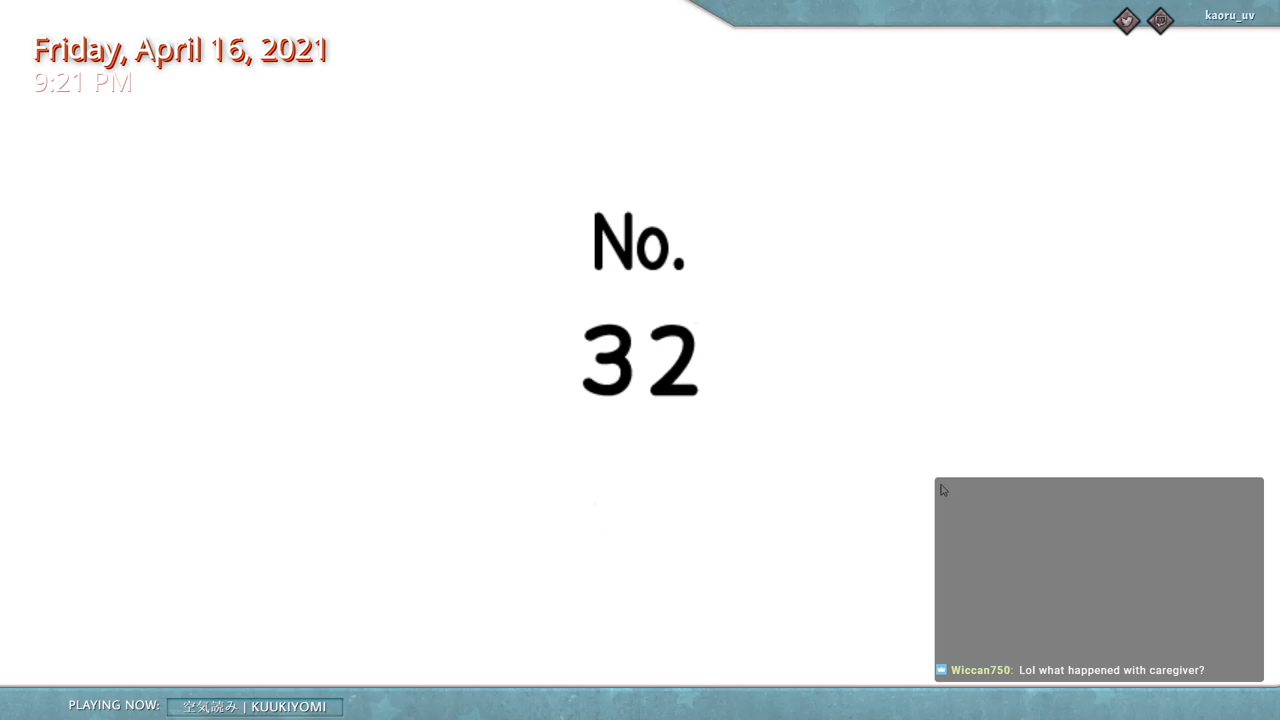 kaoru_uv
Friday, April 16, 2021
9:21 PM
No.
32
Wiccan750: Lol what happened with caregiver?
PLAYING NOW: 空気読み | KUUKIYOMI